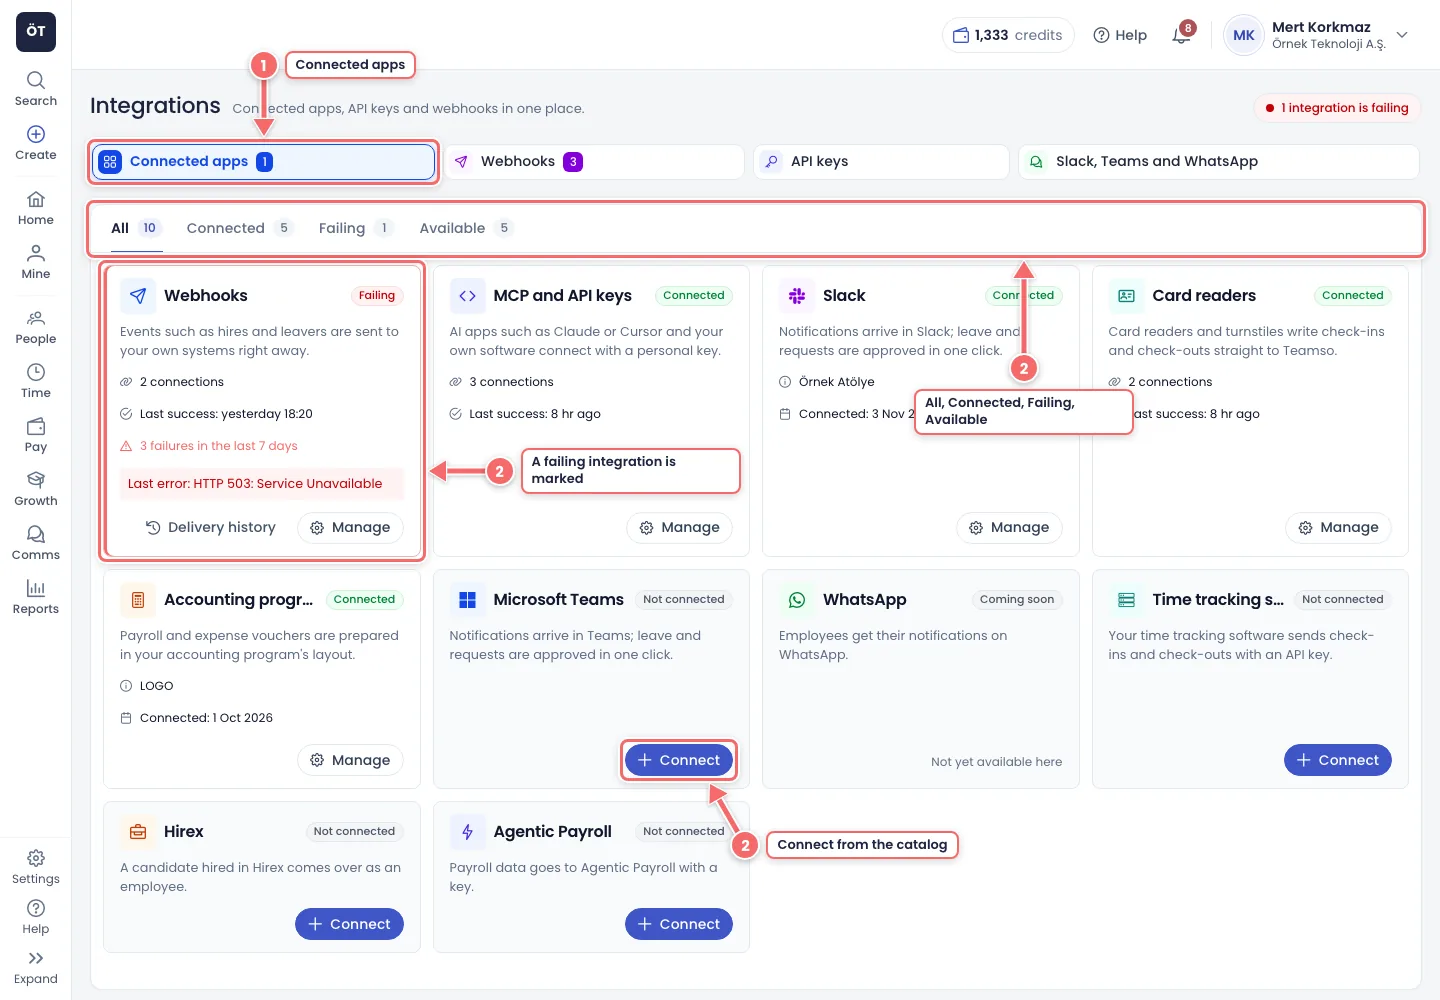 ÖT
1,333 credits
Help
8
MK
Mert Korkmaz
Örnek Teknoloji A.Ş.
Search
Create
Home
Mine
People
Time
Pay
Growth
Comms
Reports
Settings
Help
Expand
1 Connected apps
Integrations
Connected apps, API keys and webhooks in one place.
1 integration is failing
Connected apps 1
Webhooks 3
API keys
Slack, Teams and WhatsApp
All 10
Connected 5
Failing 1
Available 5
Webhooks
Failing
Events such as hires and leavers are sent to
your own systems right away.
2 connections
Last success: yesterday 18:20
3 failures in the last 7 days
Last error: HTTP 503: Service Unavailable
Delivery history
Manage
MCP and API keys
Connected
AI apps such as Claude or Cursor and your
own software connect with a personal key.
3 connections
Last success: 8 hr ago
2 A failing integration is
marked
Manage
Slack
Connected
Notifications arrive in Slack; leave and
requests are approved in one click.
Örnek Atölye
Connected: 3 Nov 2
2
All, Connected, Failing,
Available
Manage
Card readers
Connected
Card readers and turnstiles write check-ins
and check-outs straight to Teamso.
2 connections
ast success: 8 hr ago
Manage
Accounting progr...
Connected
Payroll and expense vouchers are prepared
in your accounting program's layout.
LOGO
Connected: 1 Oct 2026
Manage
Microsoft Teams
Not connected
Notifications arrive in Teams; leave and
requests are approved in one click.
Connect
WhatsApp
Coming soon
Employees get their notifications on
WhatsApp.
Not yet available here
Time tracking s...
Not connected
Your time tracking software sends check-
ins and check-outs with an API key.
Connect
Hirex
Not connected
A candidate hired in Hirex comes over as an
employee.
Connect
Agentic Payroll
Not connected
Payroll data goes to Agentic Payroll with a
key.
Connect
2 Connect from the catalog